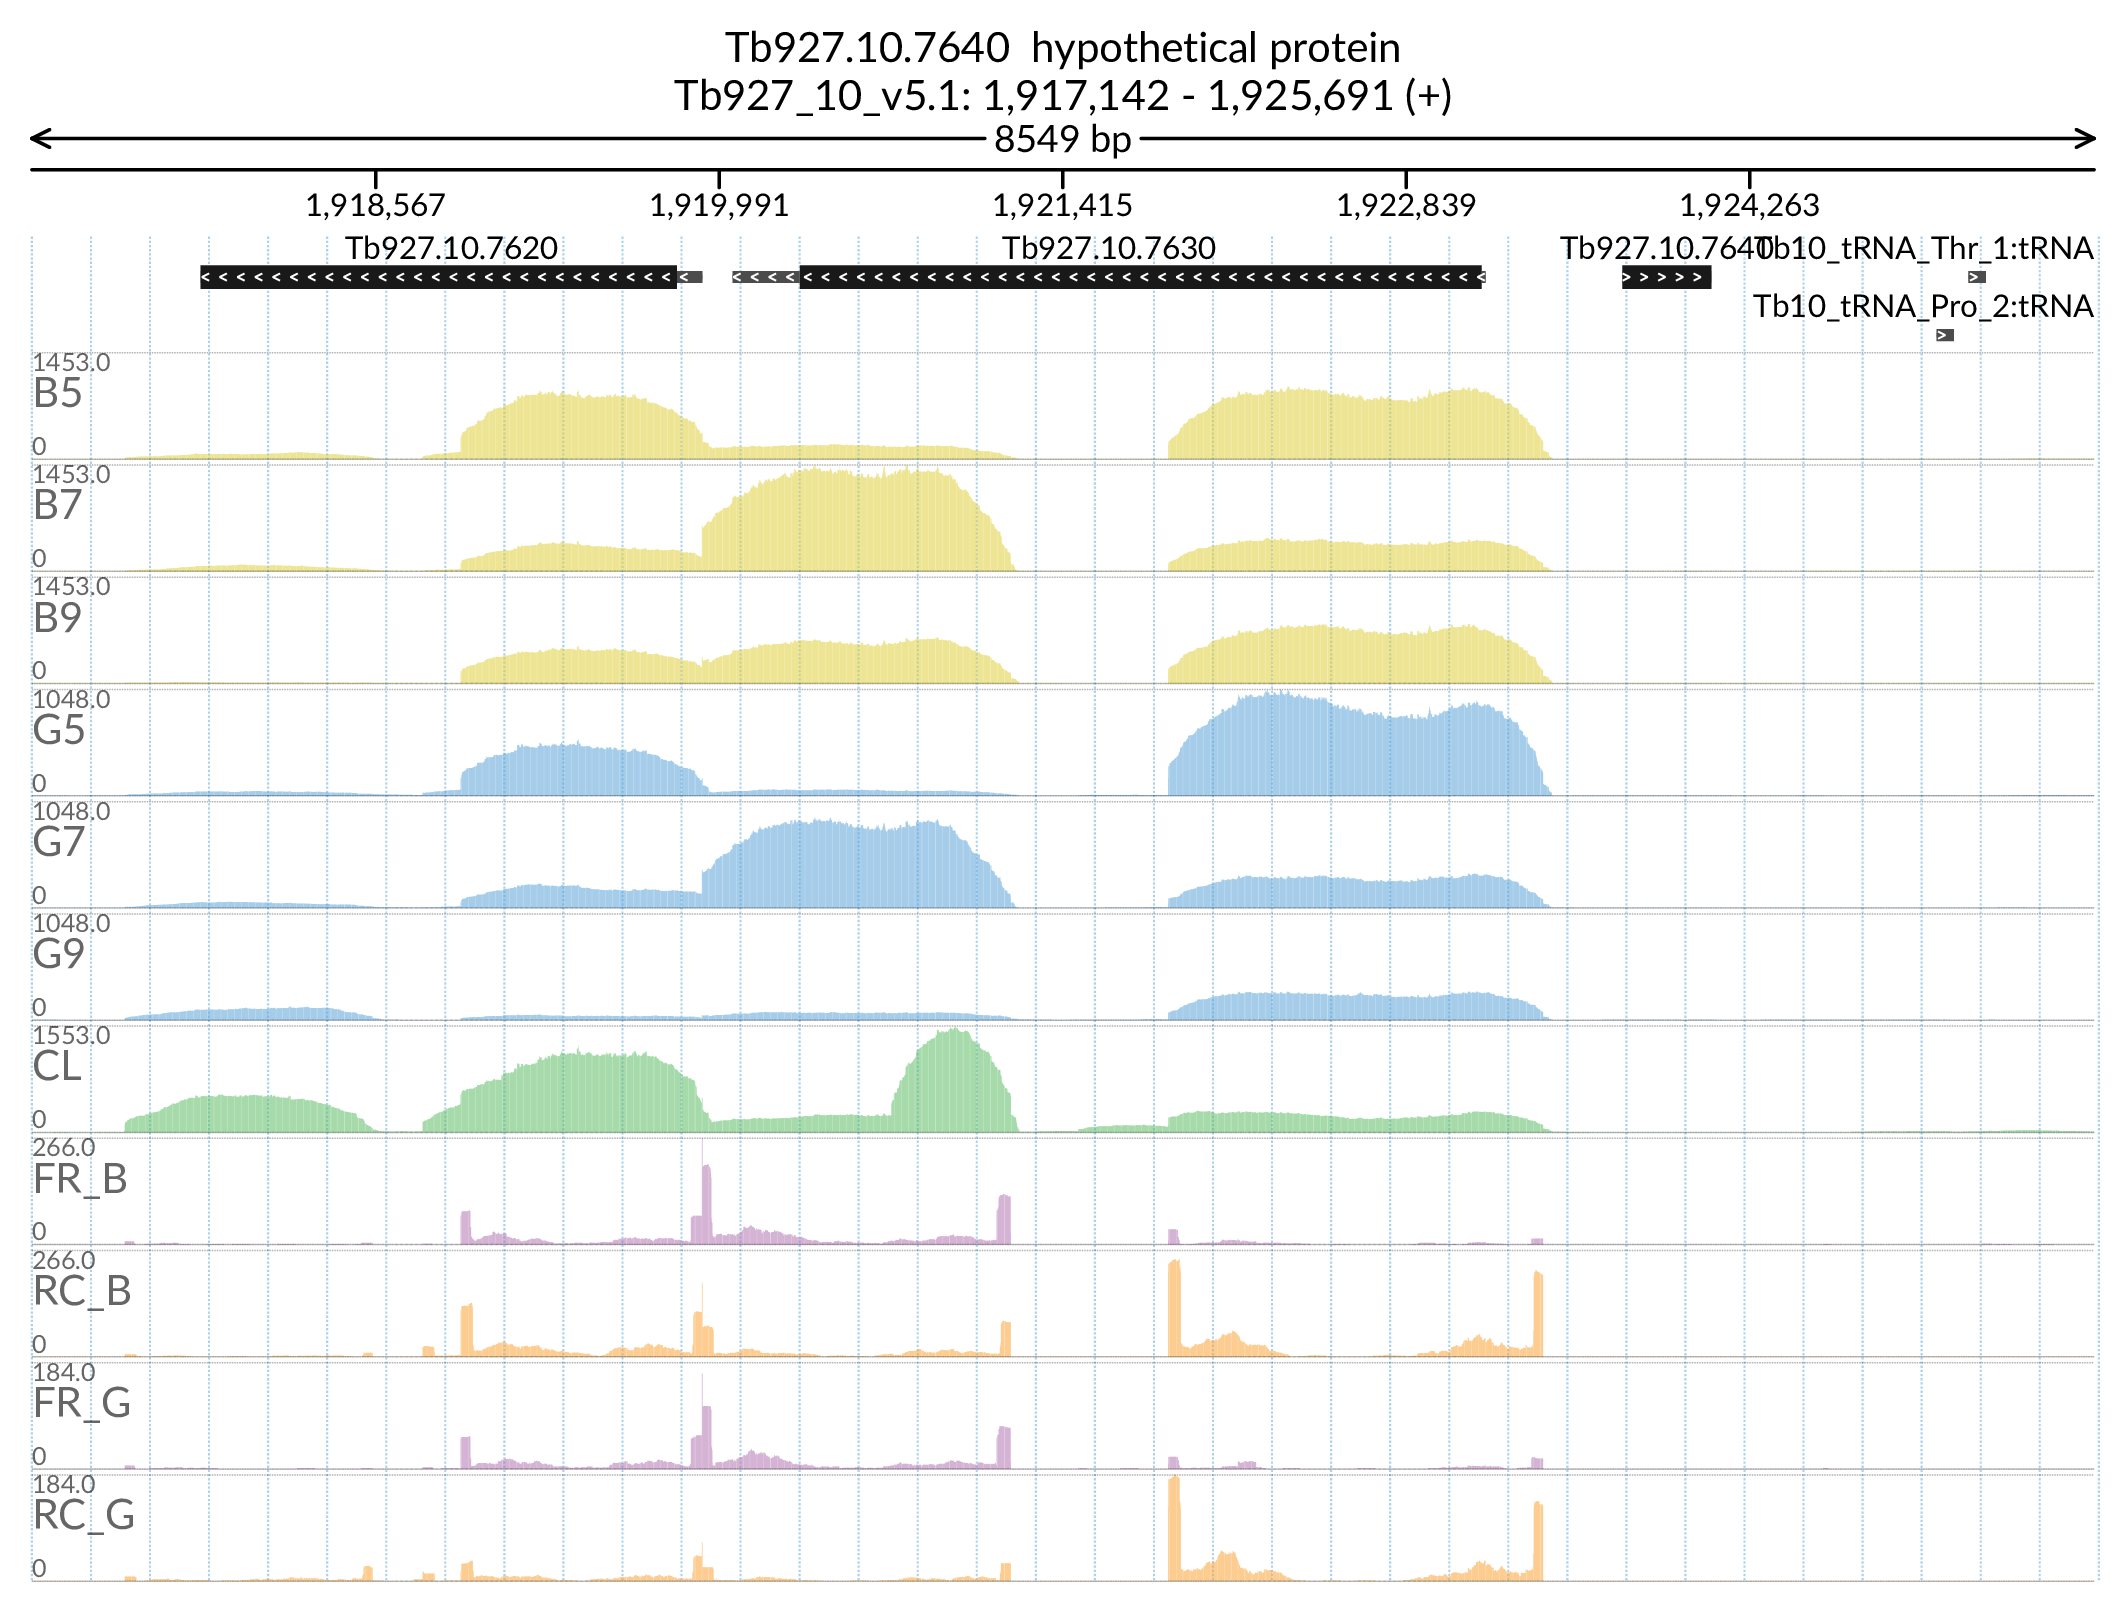 Tb927.10.7640 hypothetical protein
Tb927_10_v5.1: 1,917,142 - 1,925,691 (+)
8549 bp
1,918,567 1,919,991 1,921,415 1,922,839 1,924,263
Tb927.10.7620 Tb927.10.7630 Tb927.10.7640 Tb10_tRNA_Thr_1:tRNA
Tb10_tRNA_Pro_2:tRNA
1453.0
B5
0
1453.0
B7
0
1453.0
B9
0
1048.0
G5
0
1048.0
G7
0
1048.0
G9
0
1553.0
CL
0
266.0
FR_B
0
266.0
RC_B
0
184.0
FR_G
0
184.0
RC_G
0